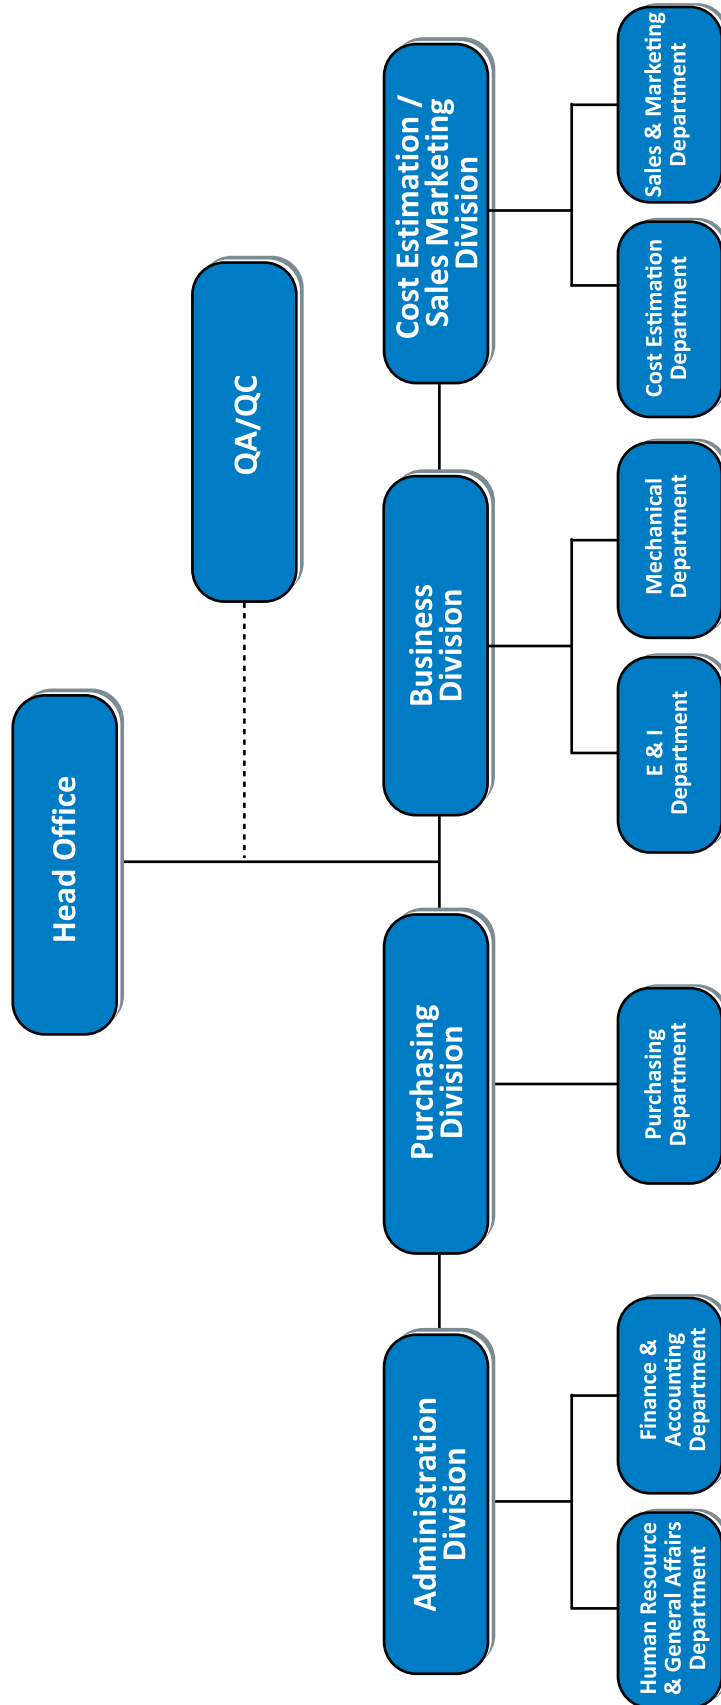 Head Office
QA/QC
Administration
Division
Purchasing
Division
Business
Division
Cost Estimation /
Sales Marketing
Division
Human Resource
& General Affairs
Department
Finance &
Accounting
Department
Purchasing
Department
E & I
Department
Mechanical
Department
Cost Estimation
Department
Sales & Marketing
Department